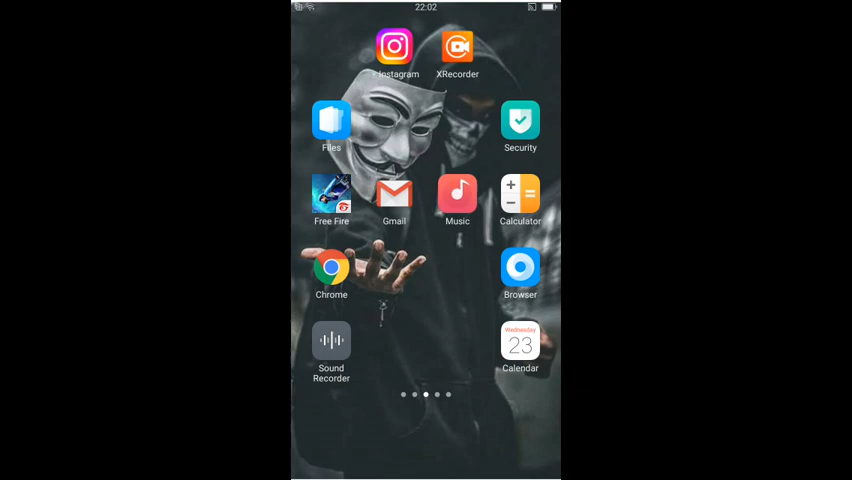 22:02
Instagram
XRecorder
Files
Security
Free Fire
Gmail
Music
Calculator
Chrome
Browser
Wednesday
23
Sound
Recorder
Calendar